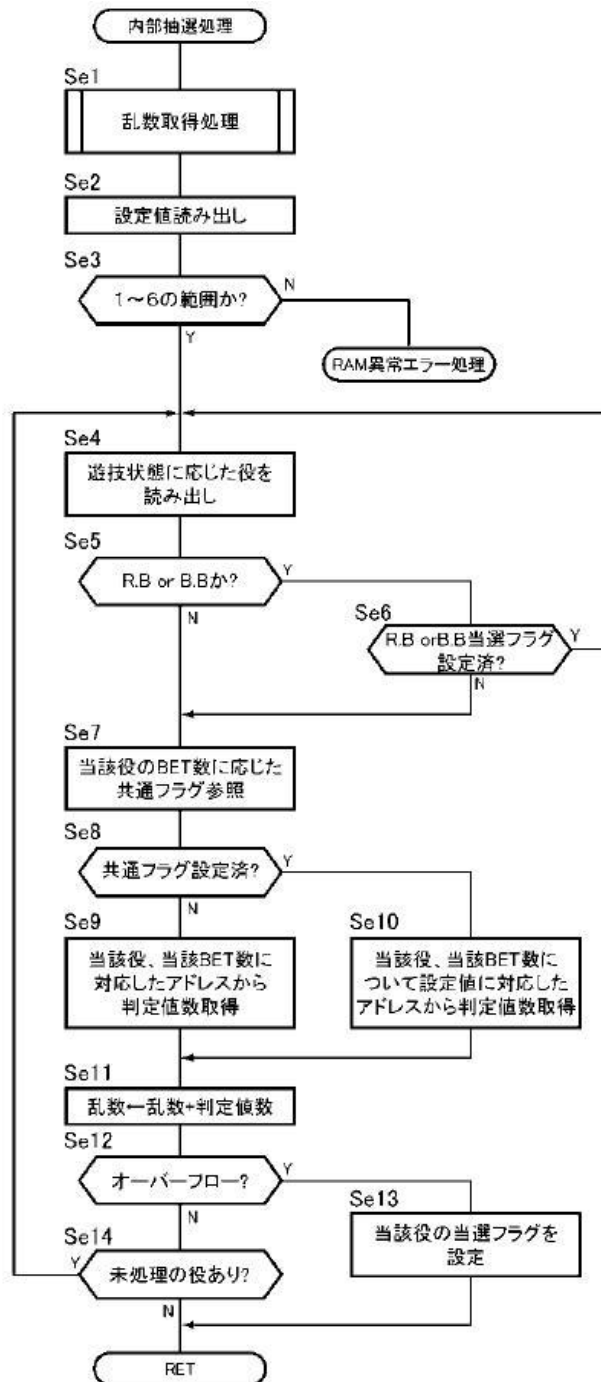 内部抽選処理
Se1
乱数取得処理
Se2
設定値読み出し
Se3
1～6の範囲か?
N
Y
RAM異常エラー処理
Se4
遊技状態に応じた役を
読み出し
Se5
R.B or B.Bか?
Y
N
Se6
R.B orB.B当選フラグ
設定済?
Y
N
Se7
当該役のBET数に応じた
共通フラグ参照
Se8
共通フラグ設定済?
Y
N
Se9
当該役、当該BET数に
対応したアドレスから
判定値数取得
Se10
当該役、当該BET数に
ついて設定値に対応した
アドレスから判定値数取得
Se11
乱数←乱数+判定値数
Se12
オーバーフロー?
Y
N
Se13
当該役の当選フラグを
設定
Se14
Y
未処理の役あり?
N
RET